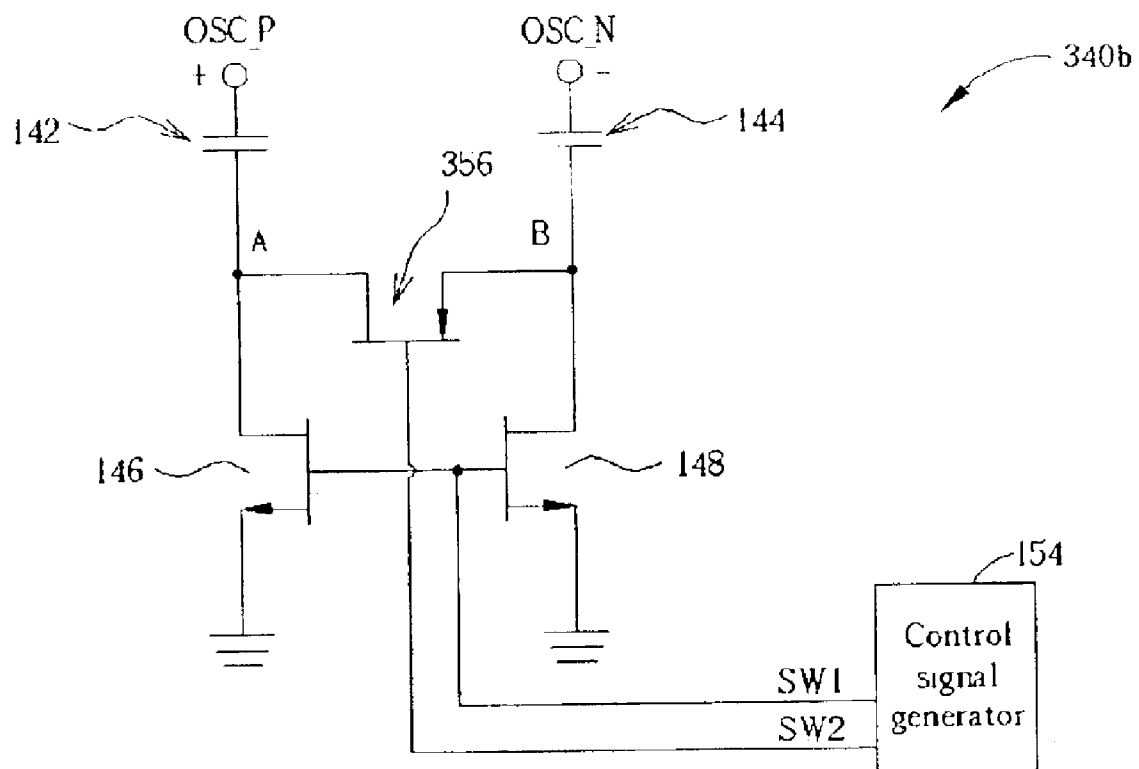 OSC_P
OSC_N
+
-
340b
142
144
356
A
B
146
148
154
Control
signal
generator
SW1
SW2